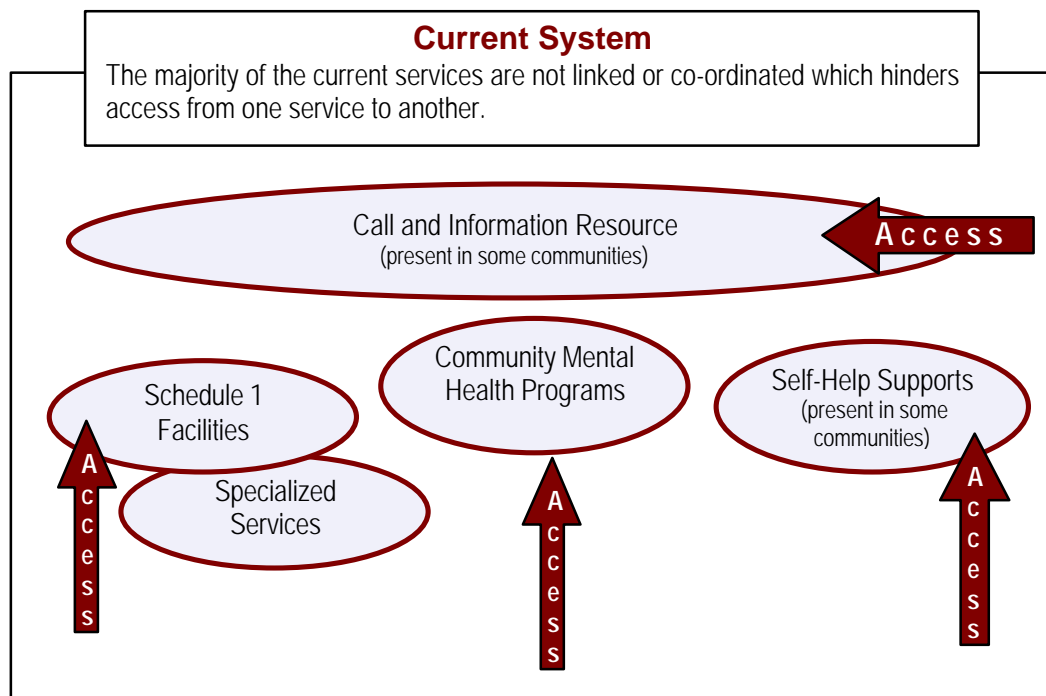 Current System
The majority of the current services are not linked or co-ordinated which hinders
access from one service to another.
Call and Information Resource
(present in some communities)
Access
Community Mental
Health Programs
Schedule 1
Facilities
Self-Help Supports
(present in some
communities)
Specialized
Services
Access
Access
Access